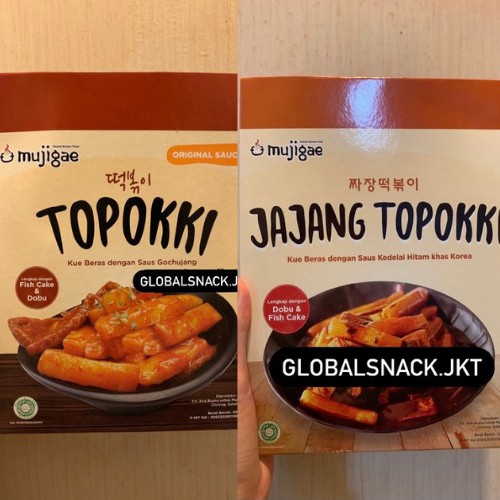 mujigae
ORIGINAL SAUC
떡볶이
TOPOKKI
Kue Beras dengan Saus Gochujang
Lengkap dengan
Fish Cake
& Dobu
GLOBALSNACK.JKT
mujigae
짜장떡볶이
JAJANG TOPOKKI
Kue Beras dengan Saus Kedelai Hitam khas Korea
Lengkap dengan
Dobu &
Fish Cake
GLOBALSNACK.JKT